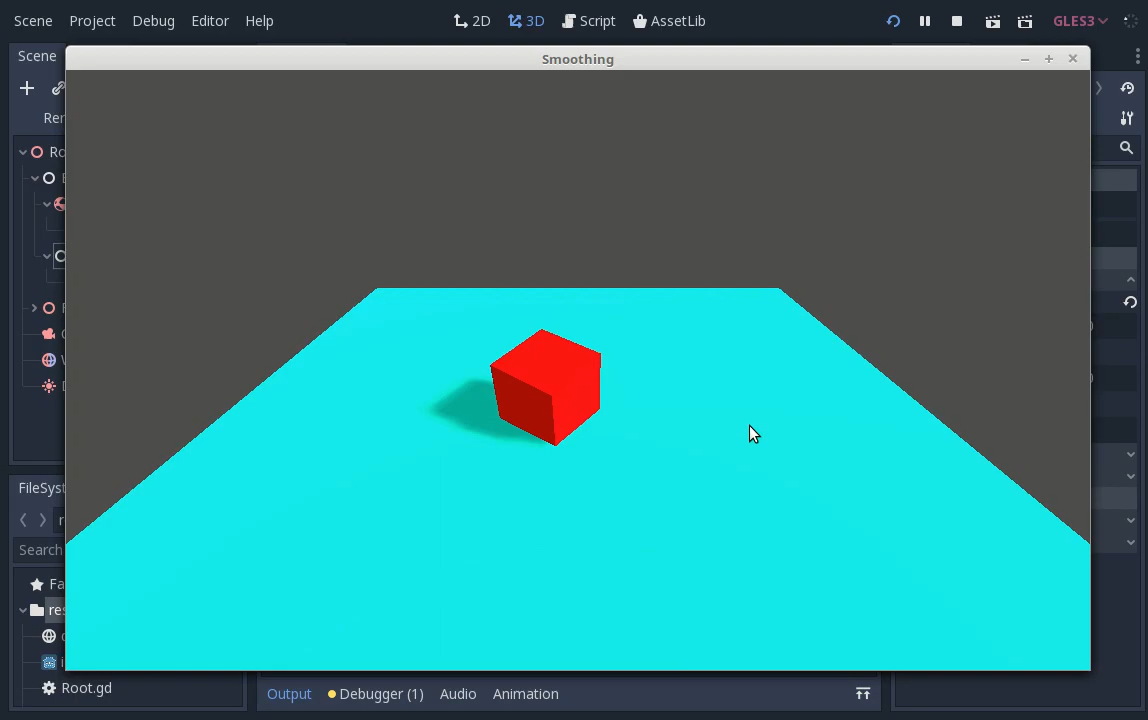 Scene Project Debug Editor Help 2D 3D Script AssetLib GLES3
Scene
Smoothing
FileSyst
Search
Root.gd
Output Debugger (1) Audio Animation